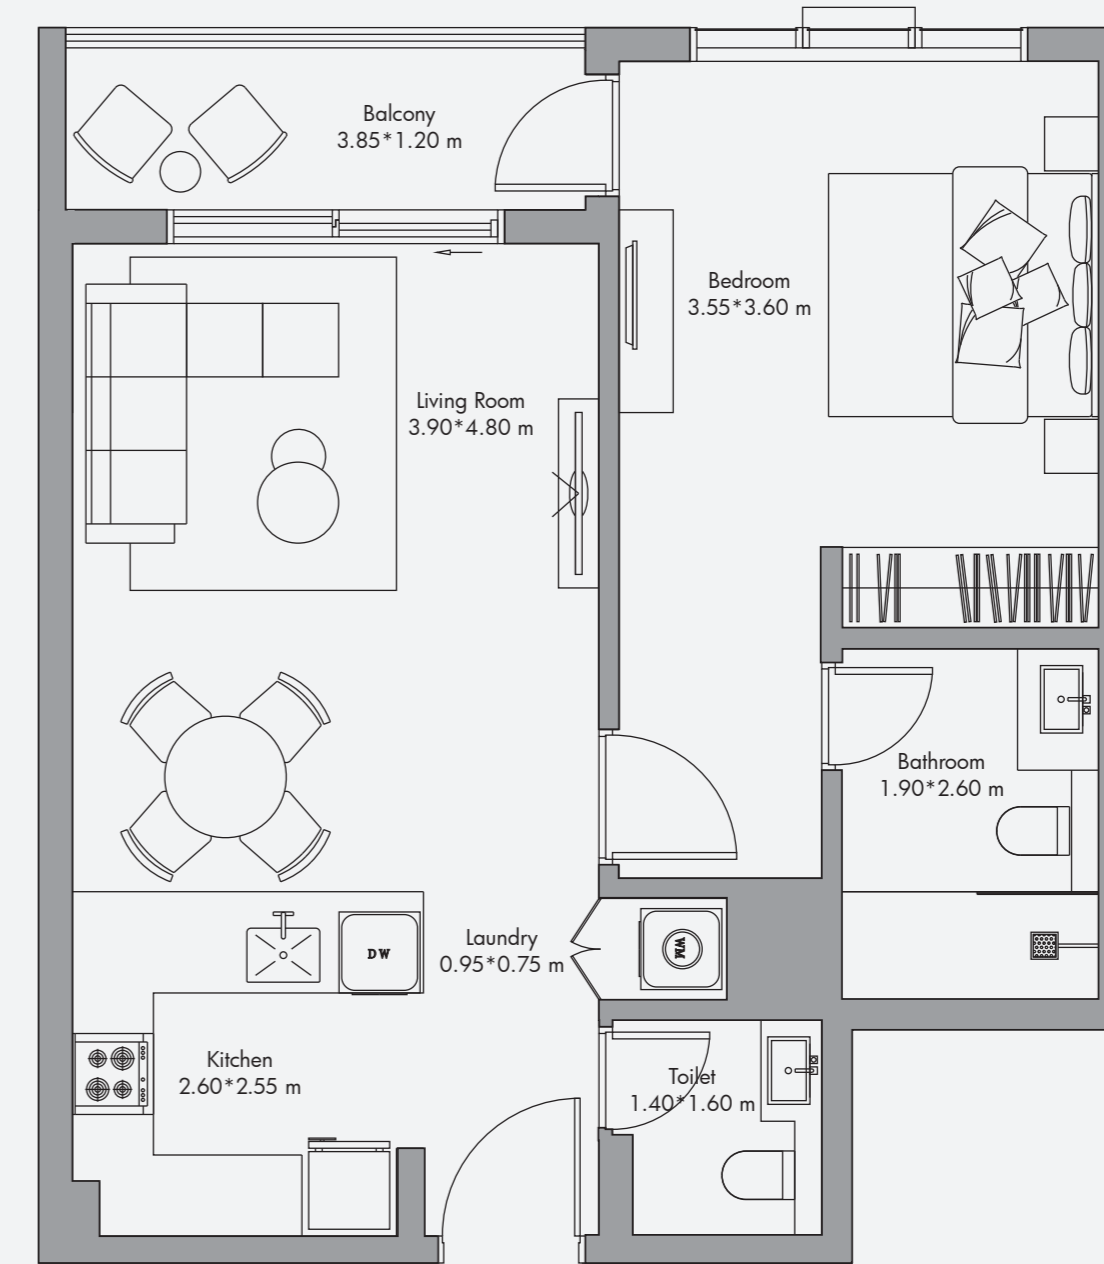 Balcony
3.85*1.20 m
Bedroom
3.55*3.60 m
Living Room
3.90*4.80 m
Bathroom
1.90*2.60 m
DW
Laundry
0.95*0.75 m
WM
Kitchen
2.60*2.55 m
Toilet
1.40*1.60 m